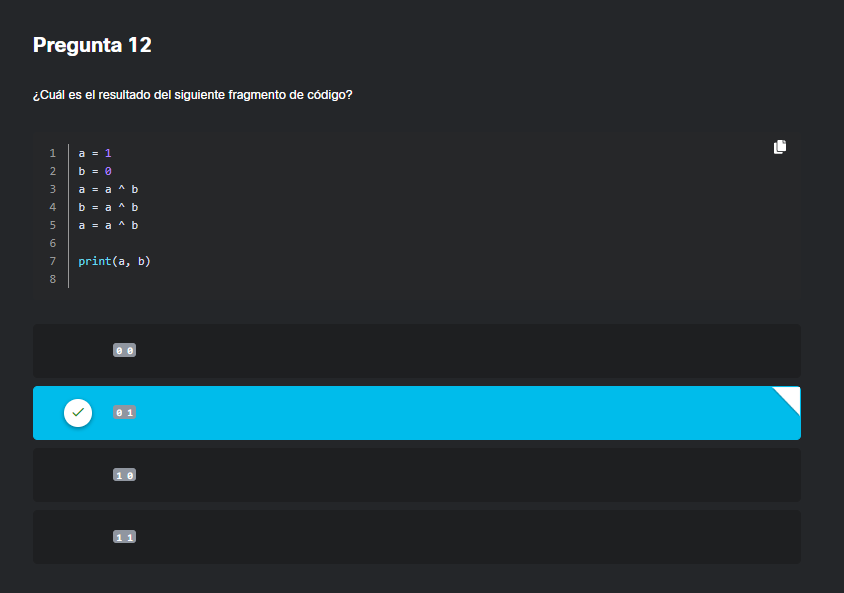 Pregunta 12
¿Cuál es el resultado del siguiente fragmento de código?
1 a = 1
2 b = 0
3 a = a ^ b
4 b = a ^ b
5 a = a ^ b
6
7 print(a, b)
8
0 0
0 1
1 0
1 1